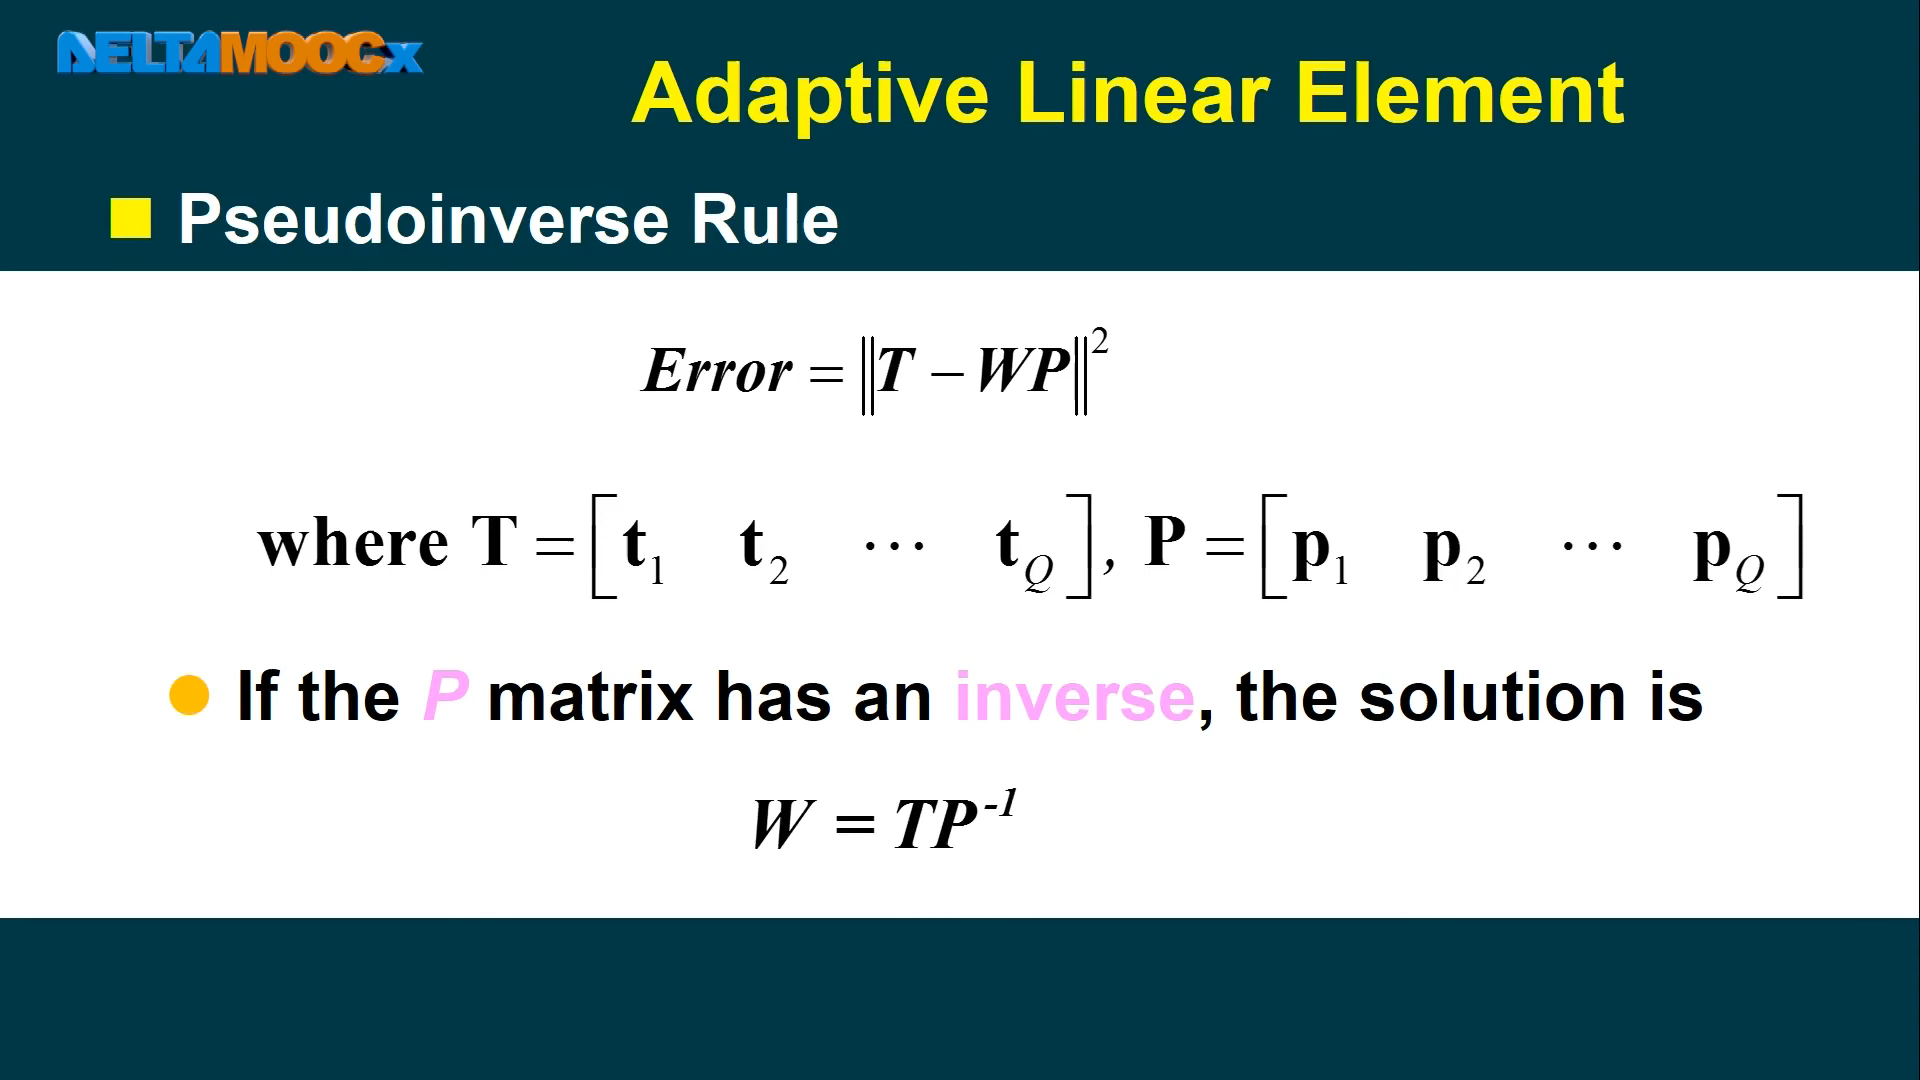 DELTAMOOCx
Adaptive Linear Element
Pseudoinverse Rule
Error = ‖T − WP‖²
where T = [t₁ t₂ ⋯ t_Q], P = [p₁ p₂ ⋯ p_Q]
If the P matrix has an inverse, the solution is
W = TP⁻¹